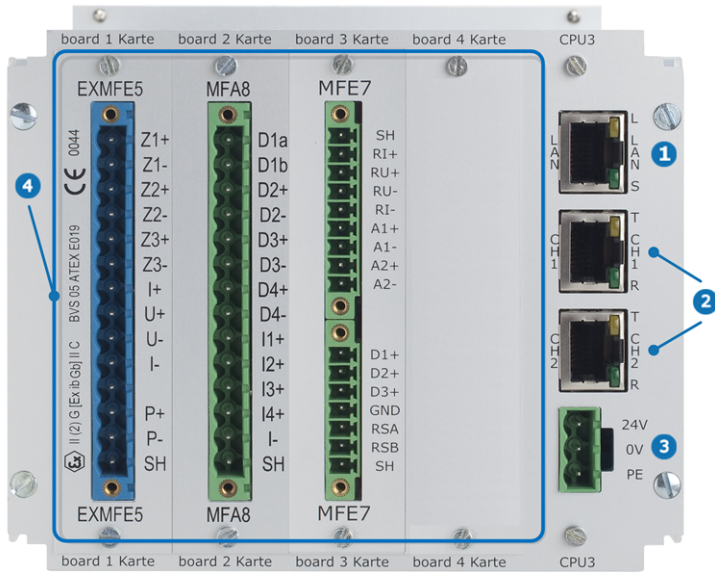 board 1 Karte
board 2 Karte
board 3 Karte
board 4 Karte
CPU3
EXMFE5
Z1+
Z1-
Z2+
Z2-
Z3+
Z3-
I+
U+
U-
I-
P+
P-
SH
EXMFE5
CE 0044
BVS 05 ATEX E019
Ex II (2) G [Ex ib Gb] II C
MFA8
D1a
D1b
D2+
D2-
D3+
D3-
D4+
D4-
I1+
I2+
I3+
I4+
I-
SH
MFA8
MFE7
SH
RI+
RU+
RU-
RI-
A1+
A1-
A2+
A2-
D1+
D2+
D3+
GND
RSA
RSB
SH
MFE7
LAN
L
LAN
S
1
CH1
T
CH1
R
2
CH2
T
CH2
R
24V
0V
PE
3
4
board 1 Karte
board 2 Karte
board 3 Karte
board 4 Karte
CPU3